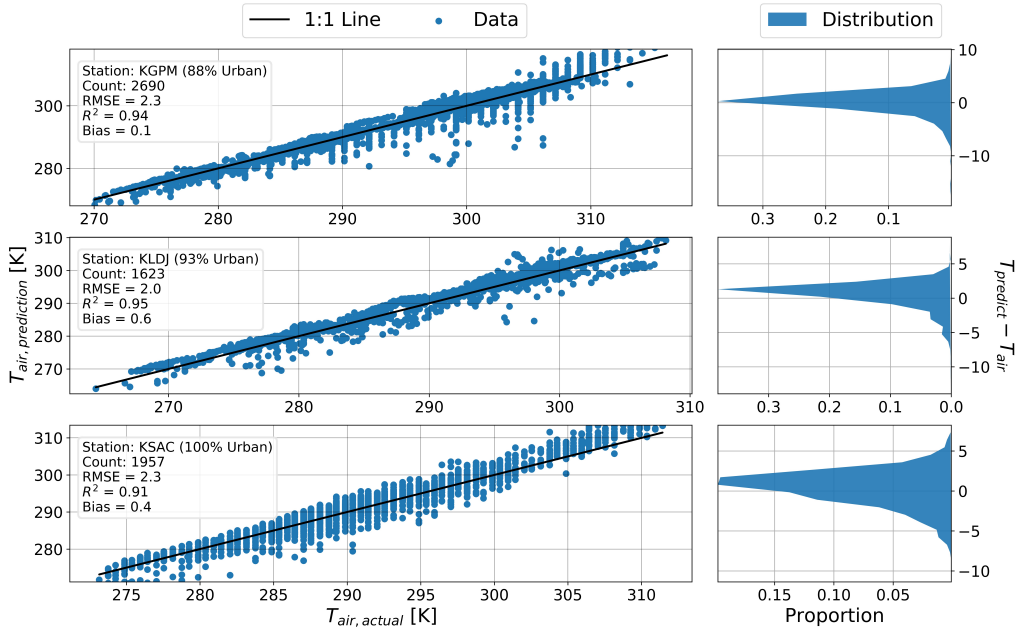 1:1 Line
Data
Distribution
Station: KGPM (88% Urban)
Count: 2690
RMSE = 2.3
R² = 0.94
Bias = 0.1
300
280
270
280
290
300
310
10
0
−10
0.3
0.2
0.1
Station: KLDJ (93% Urban)
Count: 1623
RMSE = 2.0
R² = 0.95
Bias = 0.6
310
300
290
280
270
270
280
290
300
310
5
0
−5
−10
0.3
0.2
0.1
0.0
T_air, prediction [K]
T_predict − T_air
Station: KSAC (100% Urban)
Count: 1957
RMSE = 2.3
R² = 0.91
Bias = 0.4
310
300
290
280
275
280
285
290
295
300
305
310
5
0
−5
−10
0.15
0.10
0.05
T_air, actual [K]
Proportion